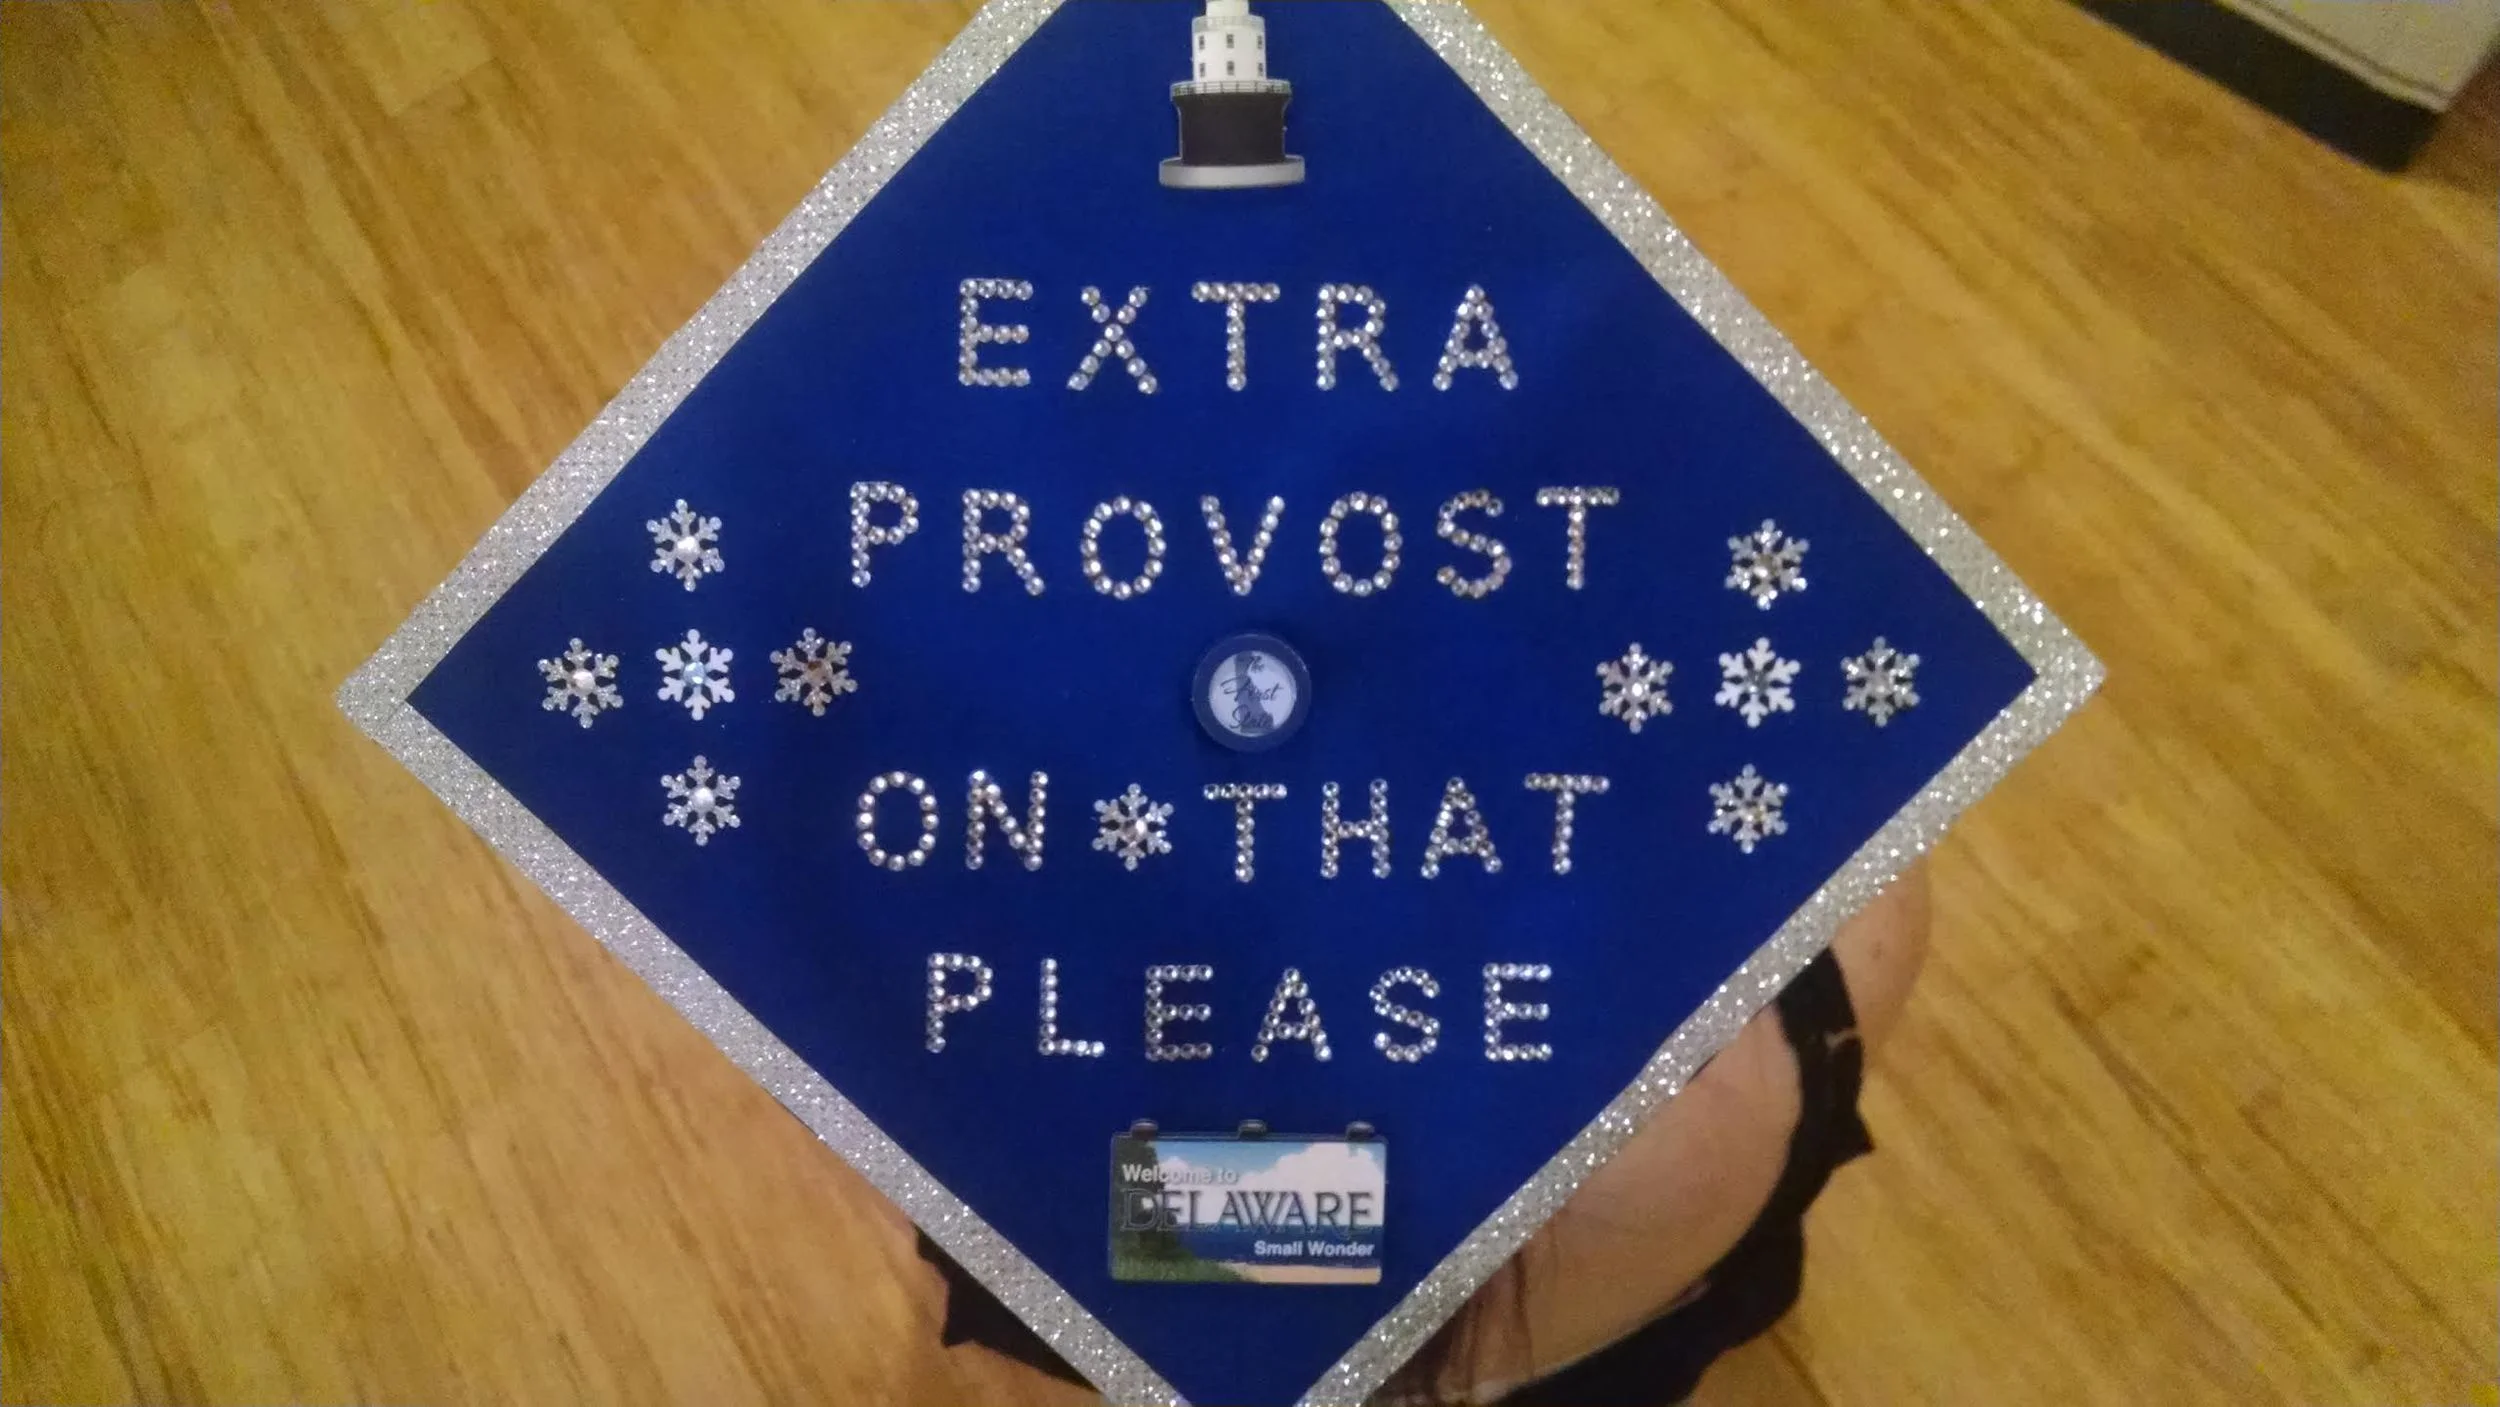 EXTRA
PROVOST
The
First
State
ON THAT
PLEASE
Welcome to
DELAWARE
Small Wonder